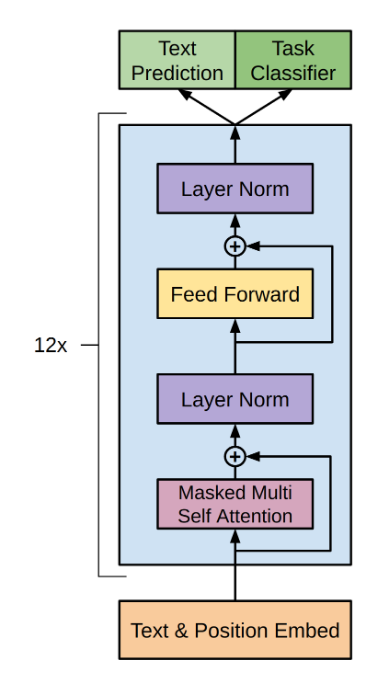 Text
Prediction
Task
Classifier
Layer Norm
Feed Forward
12x
Layer Norm
Masked Multi
Self Attention
Text & Position Embed